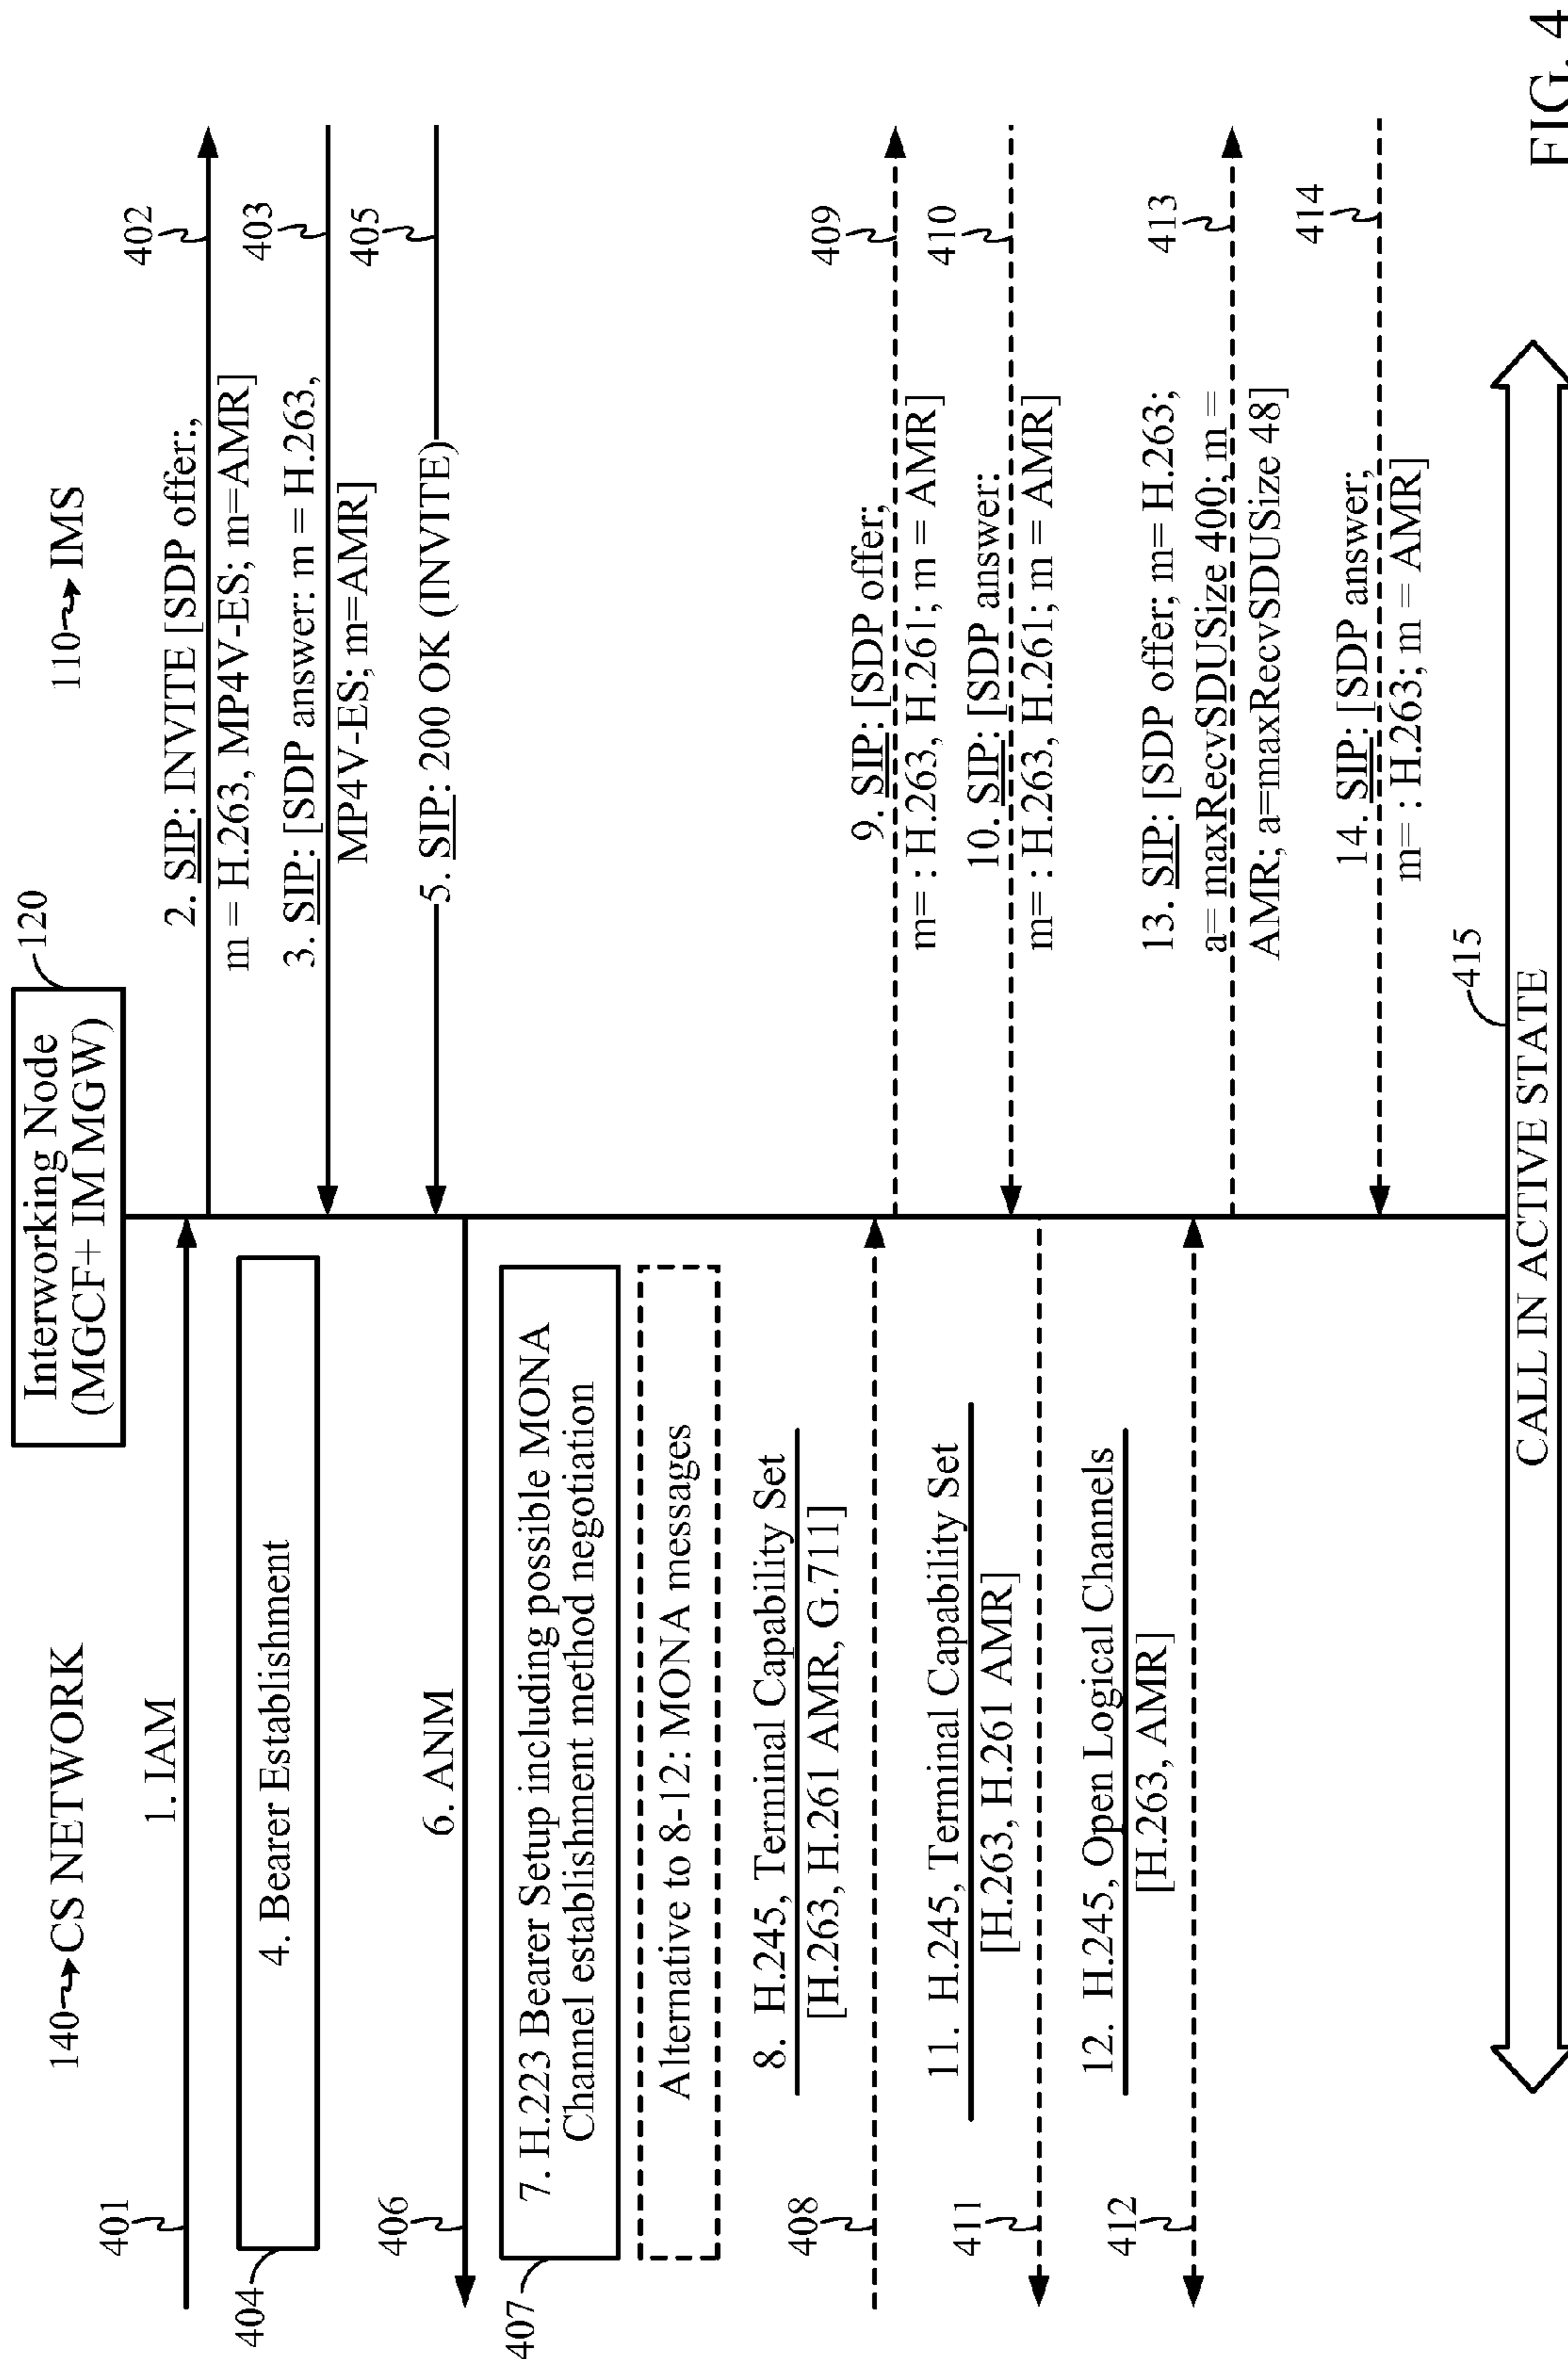 Interworking Node
(MGCF+ IM MGW)
120
140
CS NETWORK
110
IMS
401
1. IAM
402
2. SIP: INVITE [SDP offer:,
m = H.263, MP4V-ES; m=AMR]
403
3. SIP: [SDP answer: m = H.263,
MP4V-ES; m=AMR]
404
4. Bearer Establishment
405
5. SIP: 200 OK (INVITE)
406
6. ANM
407
7. H.223 Bearer Setup including possible MONA
Channel establishment method negotiation
Alternative to 8-12: MONA messages
408
8. H.245, Terminal Capability Set
[H.263, H.261 AMR, G.711]
409
9. SIP: [SDP offer;
m= : H.263, H.261; m = AMR]
410
10. SIP: [SDP answer:
m= : H.263, H.261; m = AMR]
411
11. H.245, Terminal Capability Set
[H.263, H.261 AMR]
412
12. H.245, Open Logical Channels
[H.263, AMR]
413
13. SIP: [SDP offer; m= H.263;
a= maxRecvSDUSize 400; m =
AMR; a=maxRecvSDUSize 48]
414
14. SIP: [SDP answer;
m= : H.263; m = AMR]
415
CALL IN ACTIVE STATE
FIG. 4